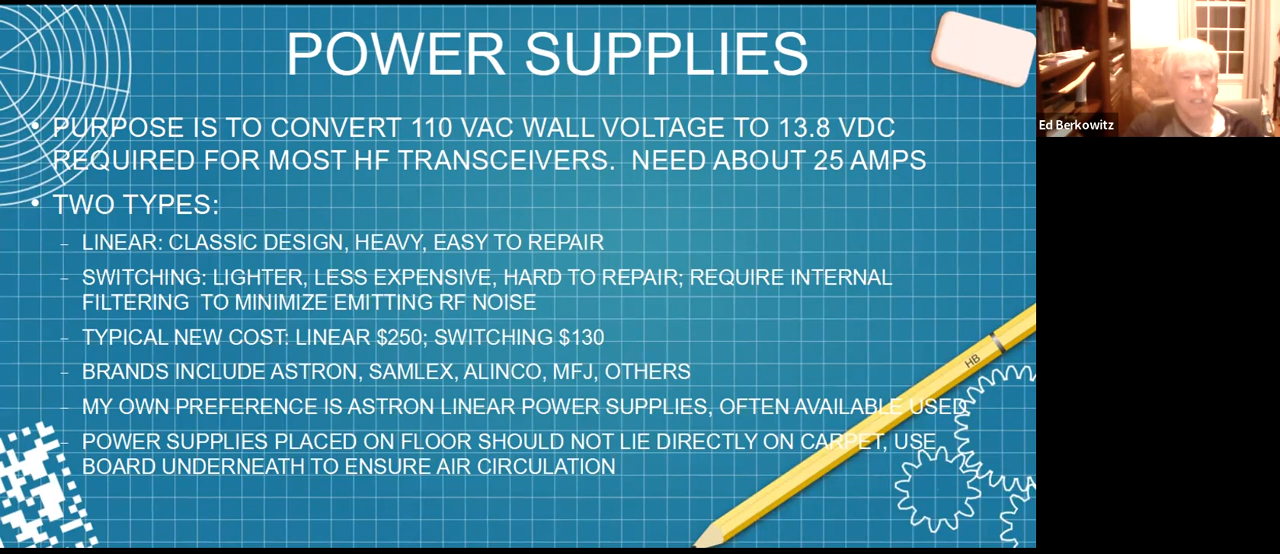 POWER SUPPLIES
• PURPOSE IS TO CONVERT 110 VAC WALL VOLTAGE TO 13.8 VDC
REQUIRED FOR MOST HF TRANSCEIVERS.  NEED ABOUT 25 AMPS
• TWO TYPES:
– LINEAR: CLASSIC DESIGN, HEAVY, EASY TO REPAIR
– SWITCHING: LIGHTER, LESS EXPENSIVE, HARD TO REPAIR; REQUIRE INTERNAL
FILTERING  TO MINIMIZE EMITTING RF NOISE
– TYPICAL NEW COST: LINEAR $250; SWITCHING $130
– BRANDS INCLUDE ASTRON, SAMLEX, ALINCO, MFJ, OTHERS
– MY OWN PREFERENCE IS ASTRON LINEAR POWER SUPPLIES, OFTEN AVAILABLE USED
– POWER SUPPLIES PLACED ON FLOOR SHOULD NOT LIE DIRECTLY ON CARPET, USE
BOARD UNDERNEATH TO ENSURE AIR CIRCULATION
HB
Ed Berkowitz